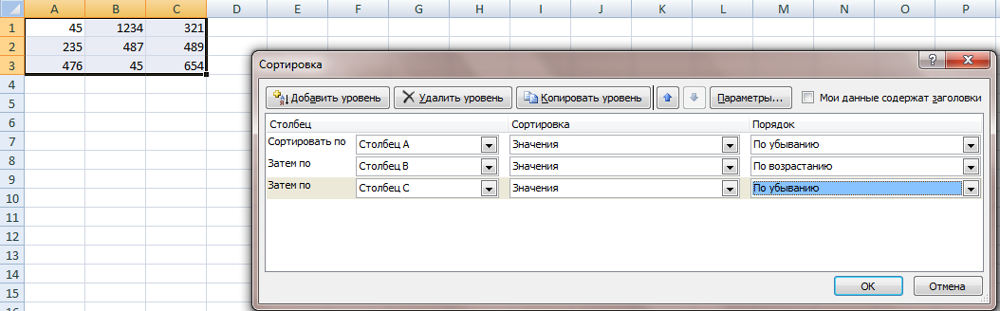 A B C D E F G H I J K L M N O P
1 45 1234 321
2 235 487 489
3 476 45 654
4
5
6
7
8
9
10
11
12
13
14
15
16
Сортировка
Добавить уровень Удалить уровень Копировать уровень Параметры... Мои данные содержат заголовки
Столбец Сортировка Порядок
Сортировать по Столбец A Значения По убыванию
Затем по Столбец B Значения По возрастанию
Затем по Столбец C Значения По убыванию
ОК Отмена